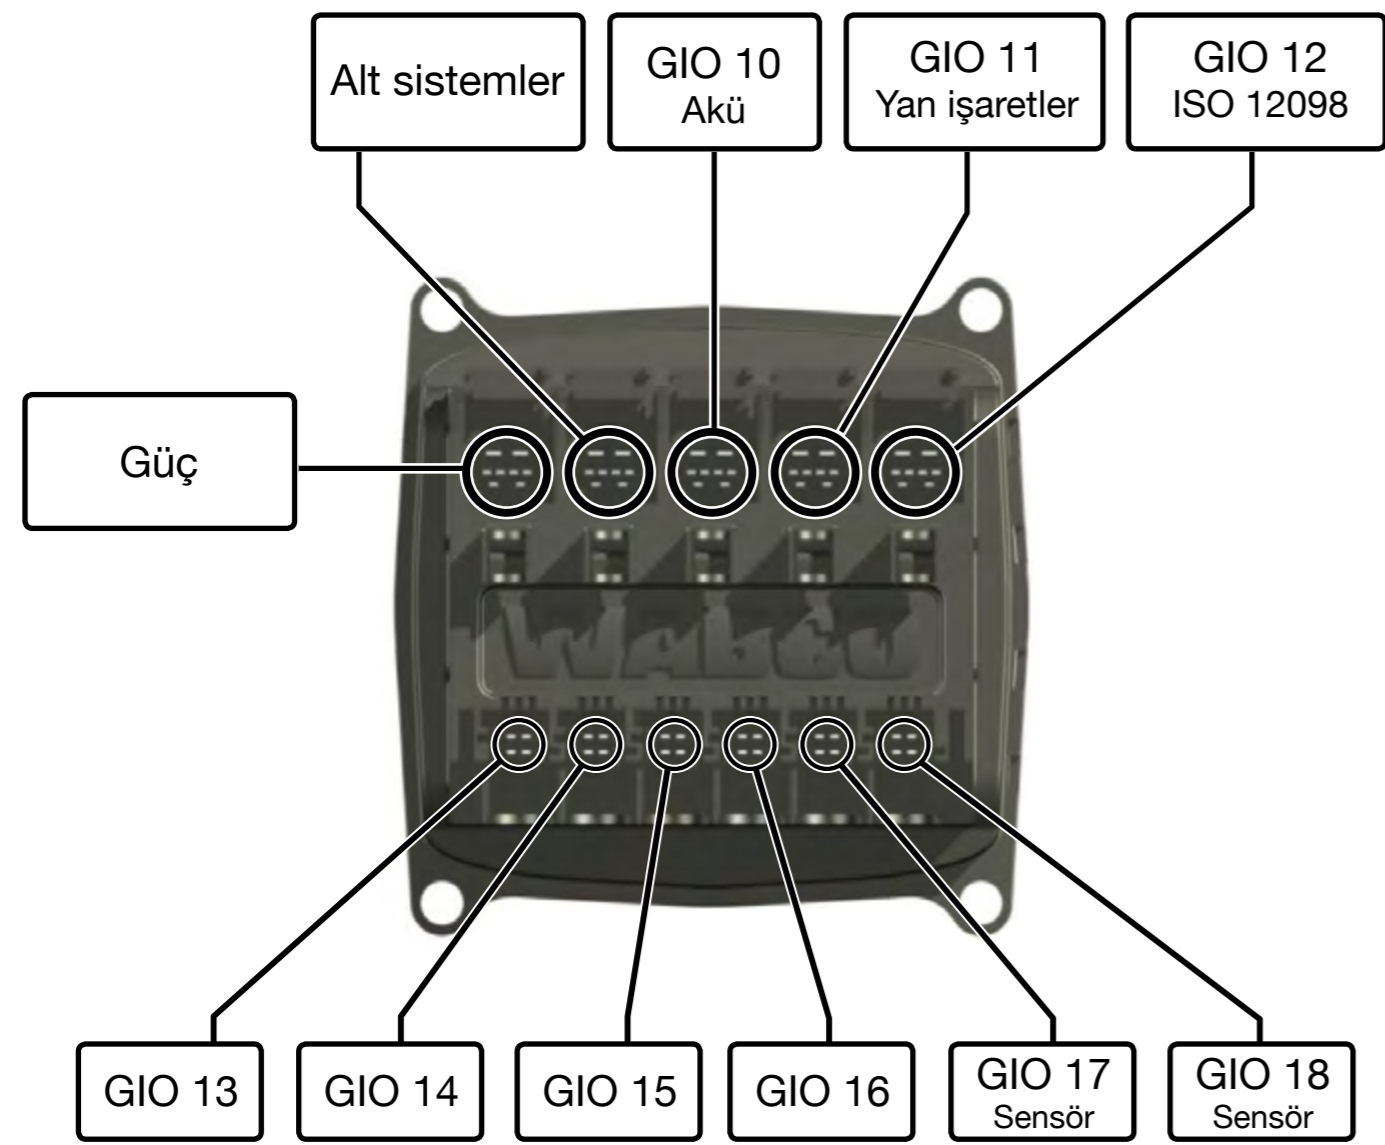 Alt sistemler
GIO 10
Akü
GIO 11
Yan işaretler
GIO 12
ISO 12098
Güç
WABCO
GIO 13
GIO 14
GIO 15
GIO 16
GIO 17
Sensör
GIO 18
Sensör